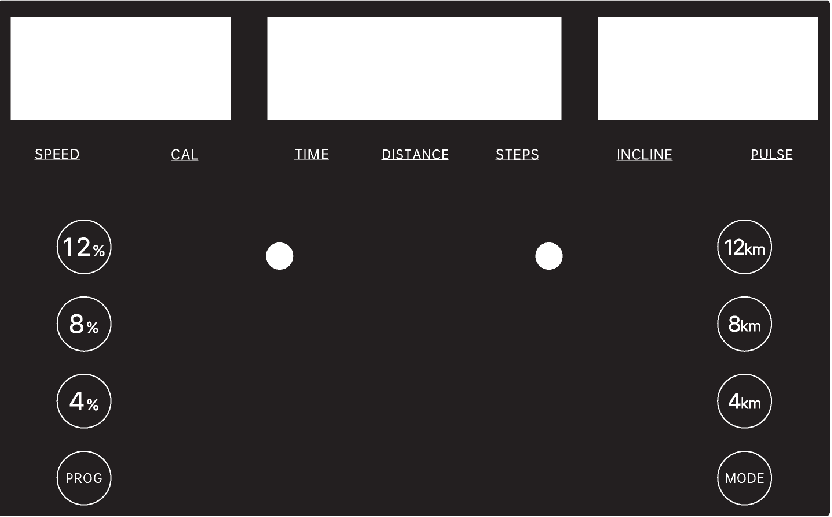 SPEED CAL TIME DISTANCE STEPS INCLINE PULSE
12% 12km
8% 8km
4% 4km
PROG MODE